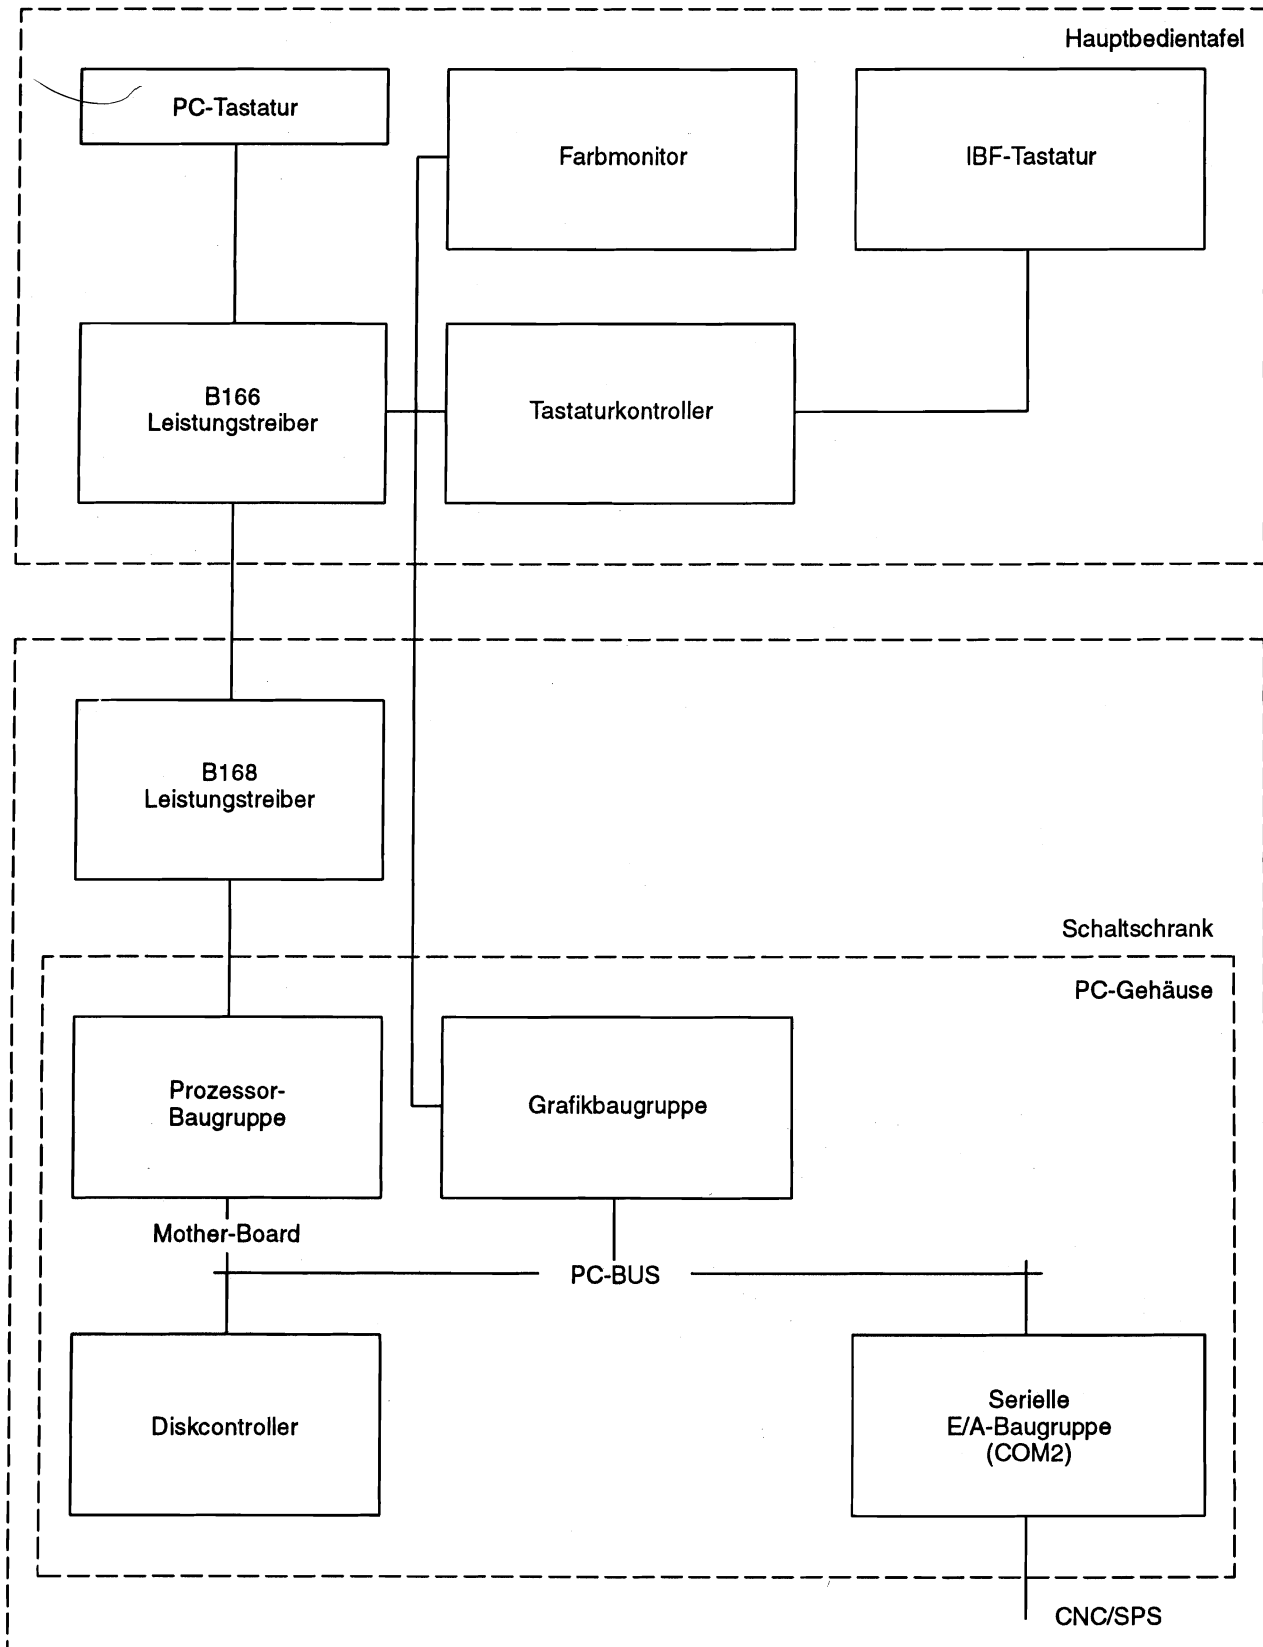 Hauptbedientafel
PC-Tastatur
Farbmonitor
IBF-Tastatur
B166
Leistungstreiber
Tastaturkontroller
B168
Leistungstreiber
Schaltschrank
PC-Gehäuse
Prozessor-
Baugruppe
Grafikbaugruppe
Mother-Board
PC-BUS
Diskcontroller
Serielle
E/A-Baugruppe
(COM2)
CNC/SPS